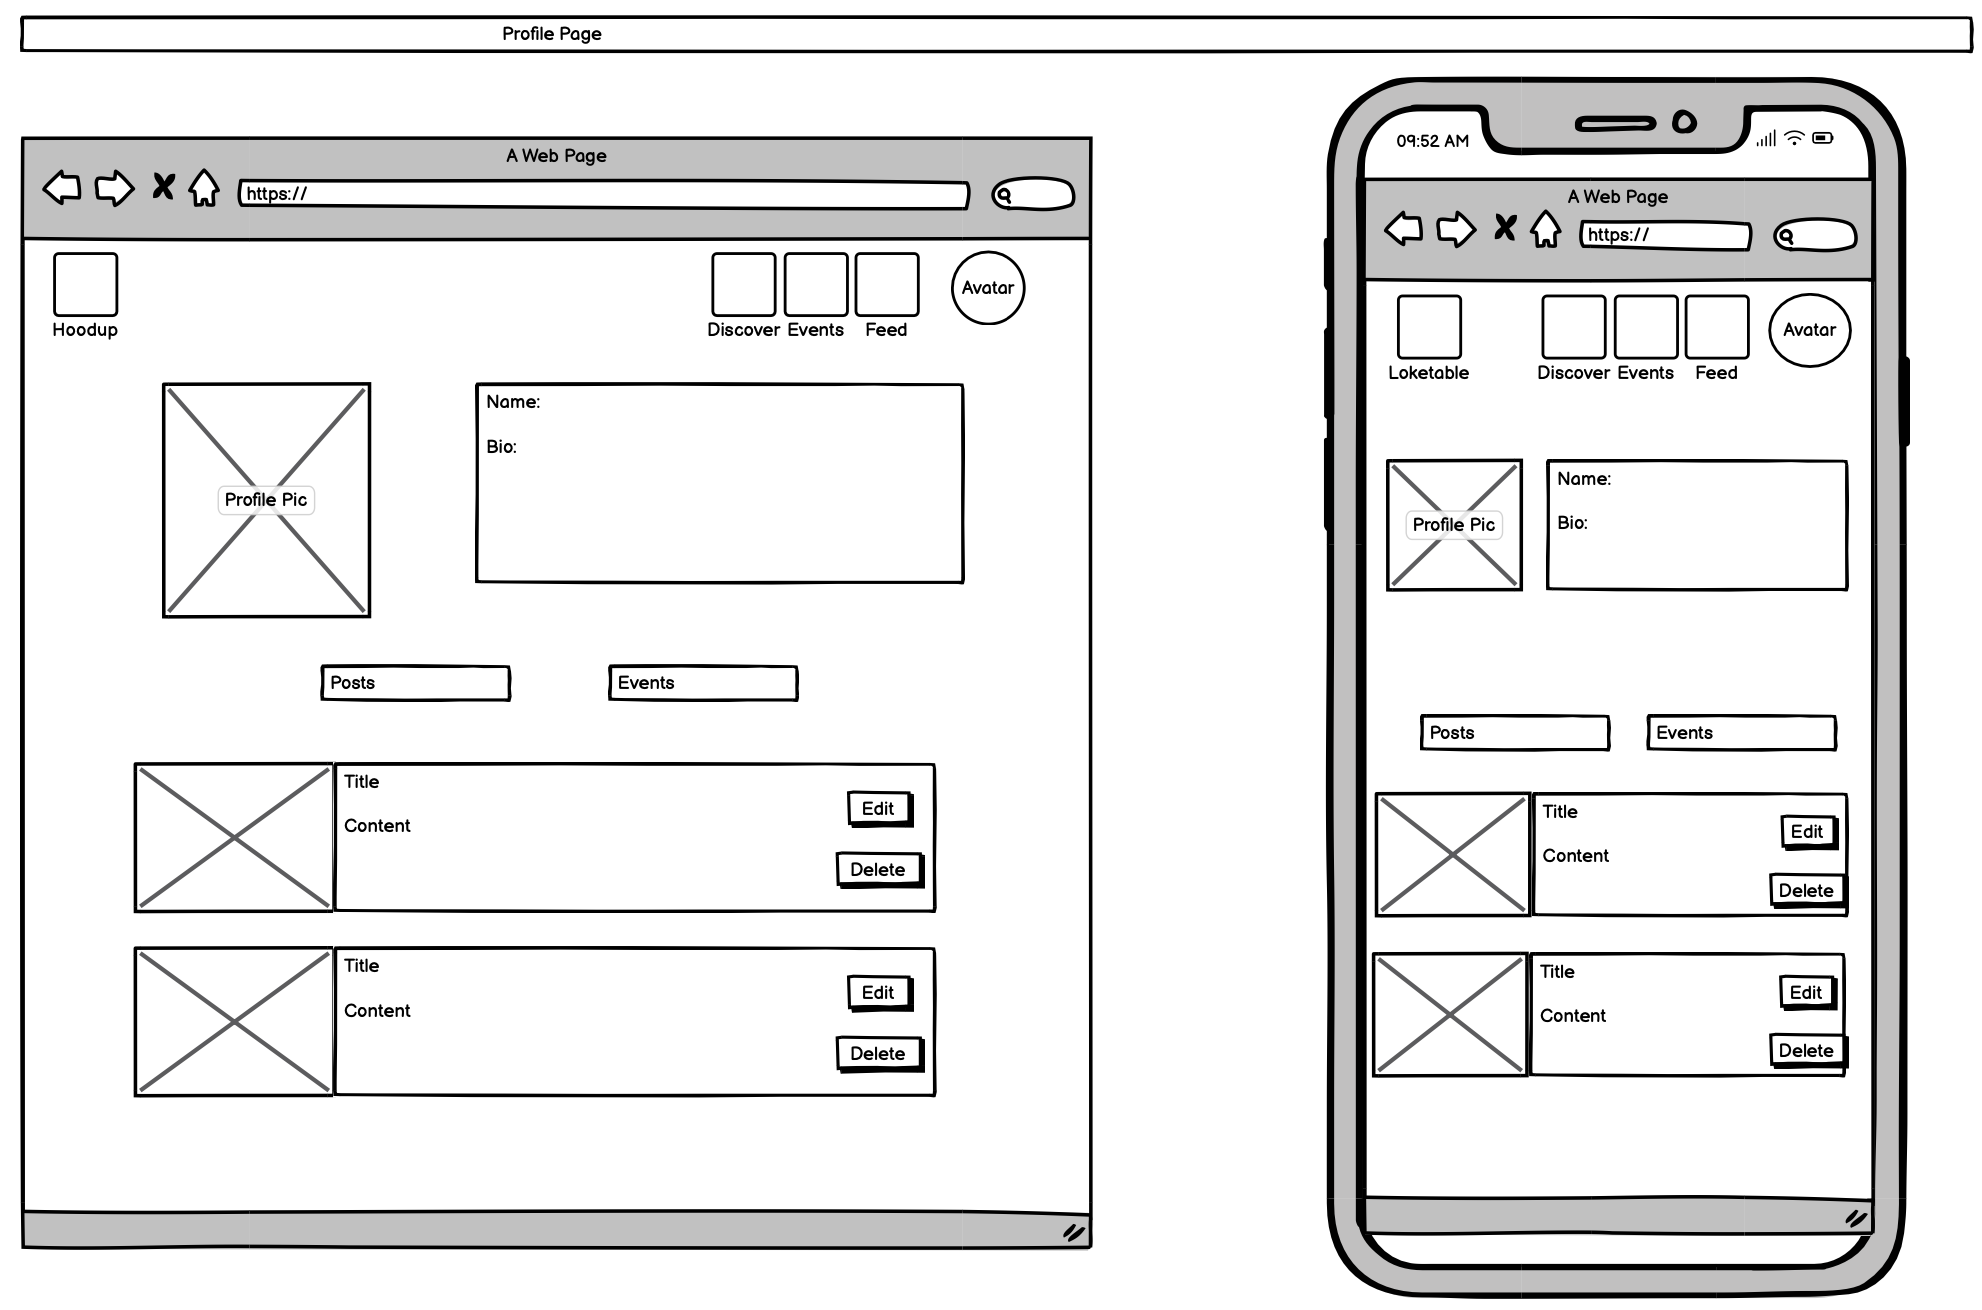 Profile Page
A Web Page
https://
Hoodup
Discover Events Feed
Avatar
Profile Pic
Name:
Bio:
Posts
Events
Title
Content
Edit
Delete
Title
Content
Edit
Delete
09:52 AM
A Web Page
https://
Loketable
Discover Events Feed
Avatar
Profile Pic
Name:
Bio:
Posts
Events
Title
Content
Edit
Delete
Title
Content
Edit
Delete